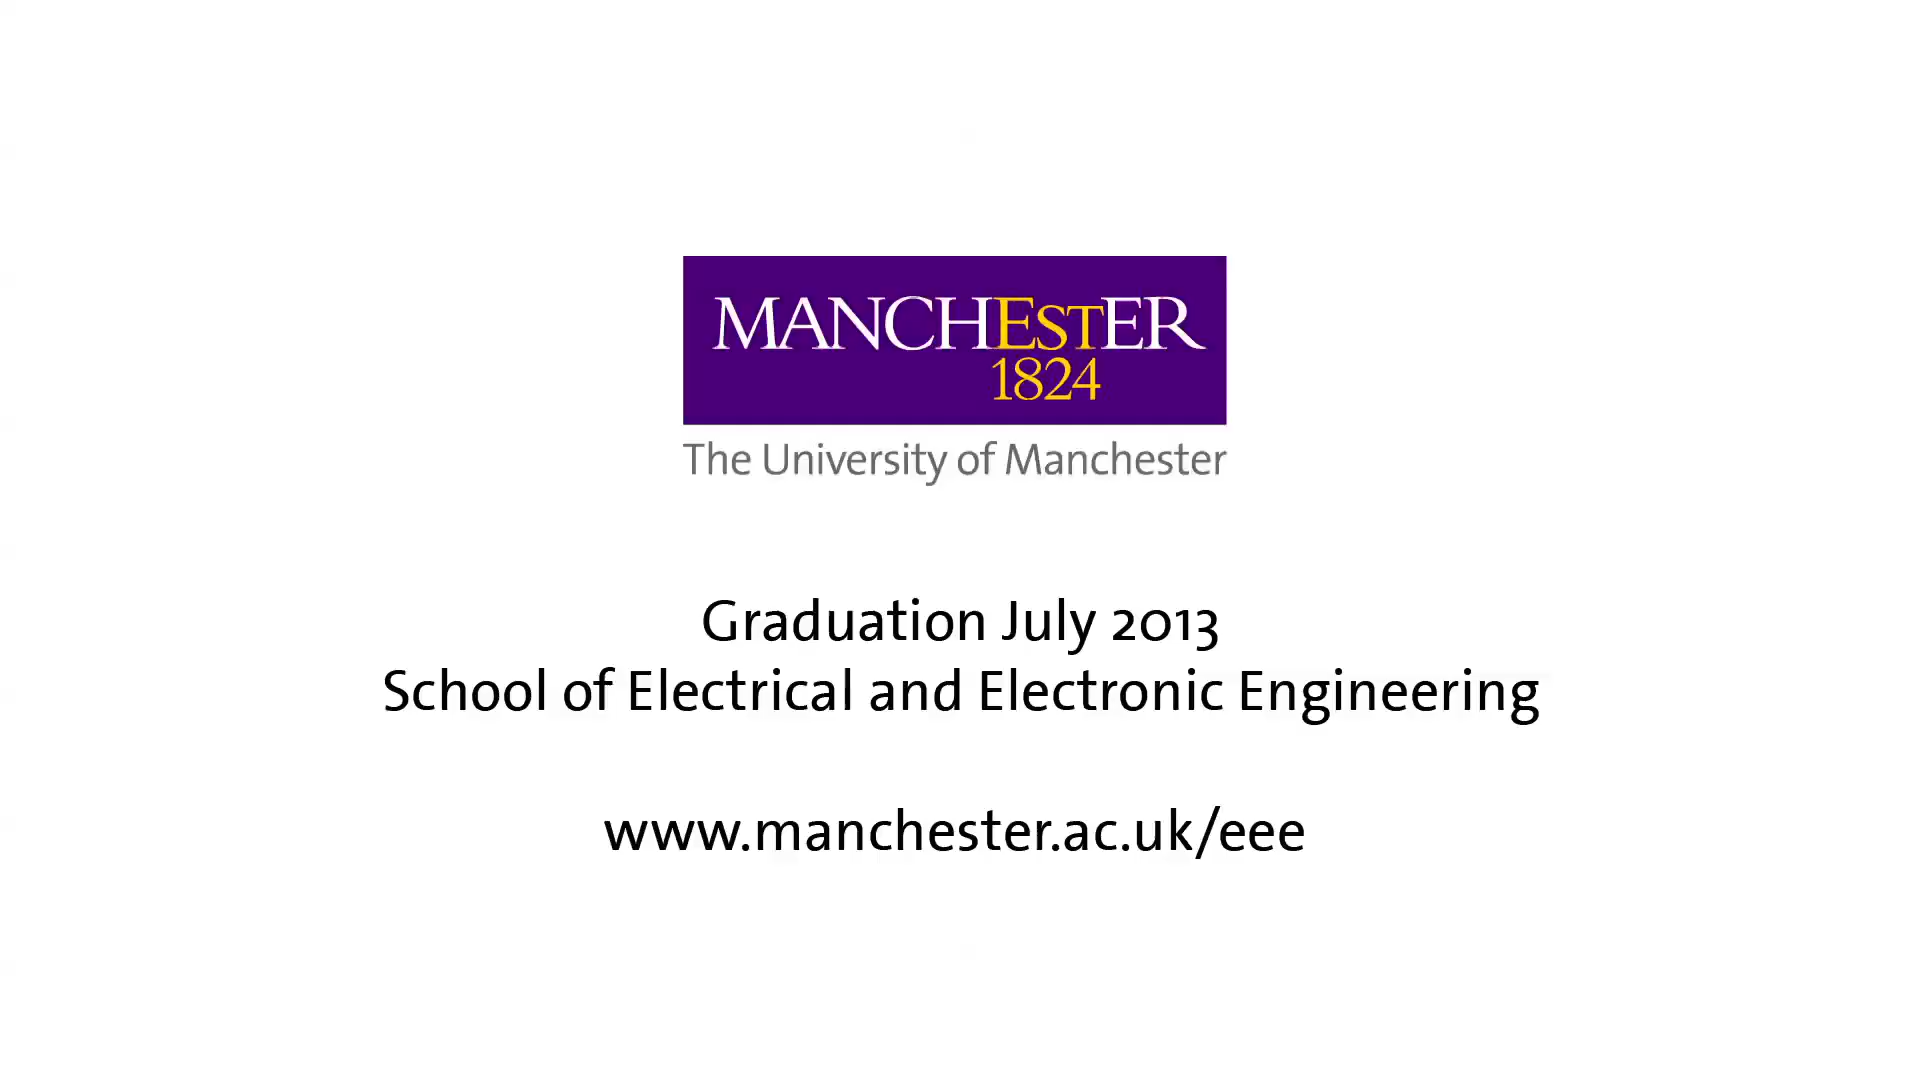 MANCHEsTER
1824
The University of Manchester
Graduation July 2013
School of Electrical and Electronic Engineering
www.manchester.ac.uk/eee